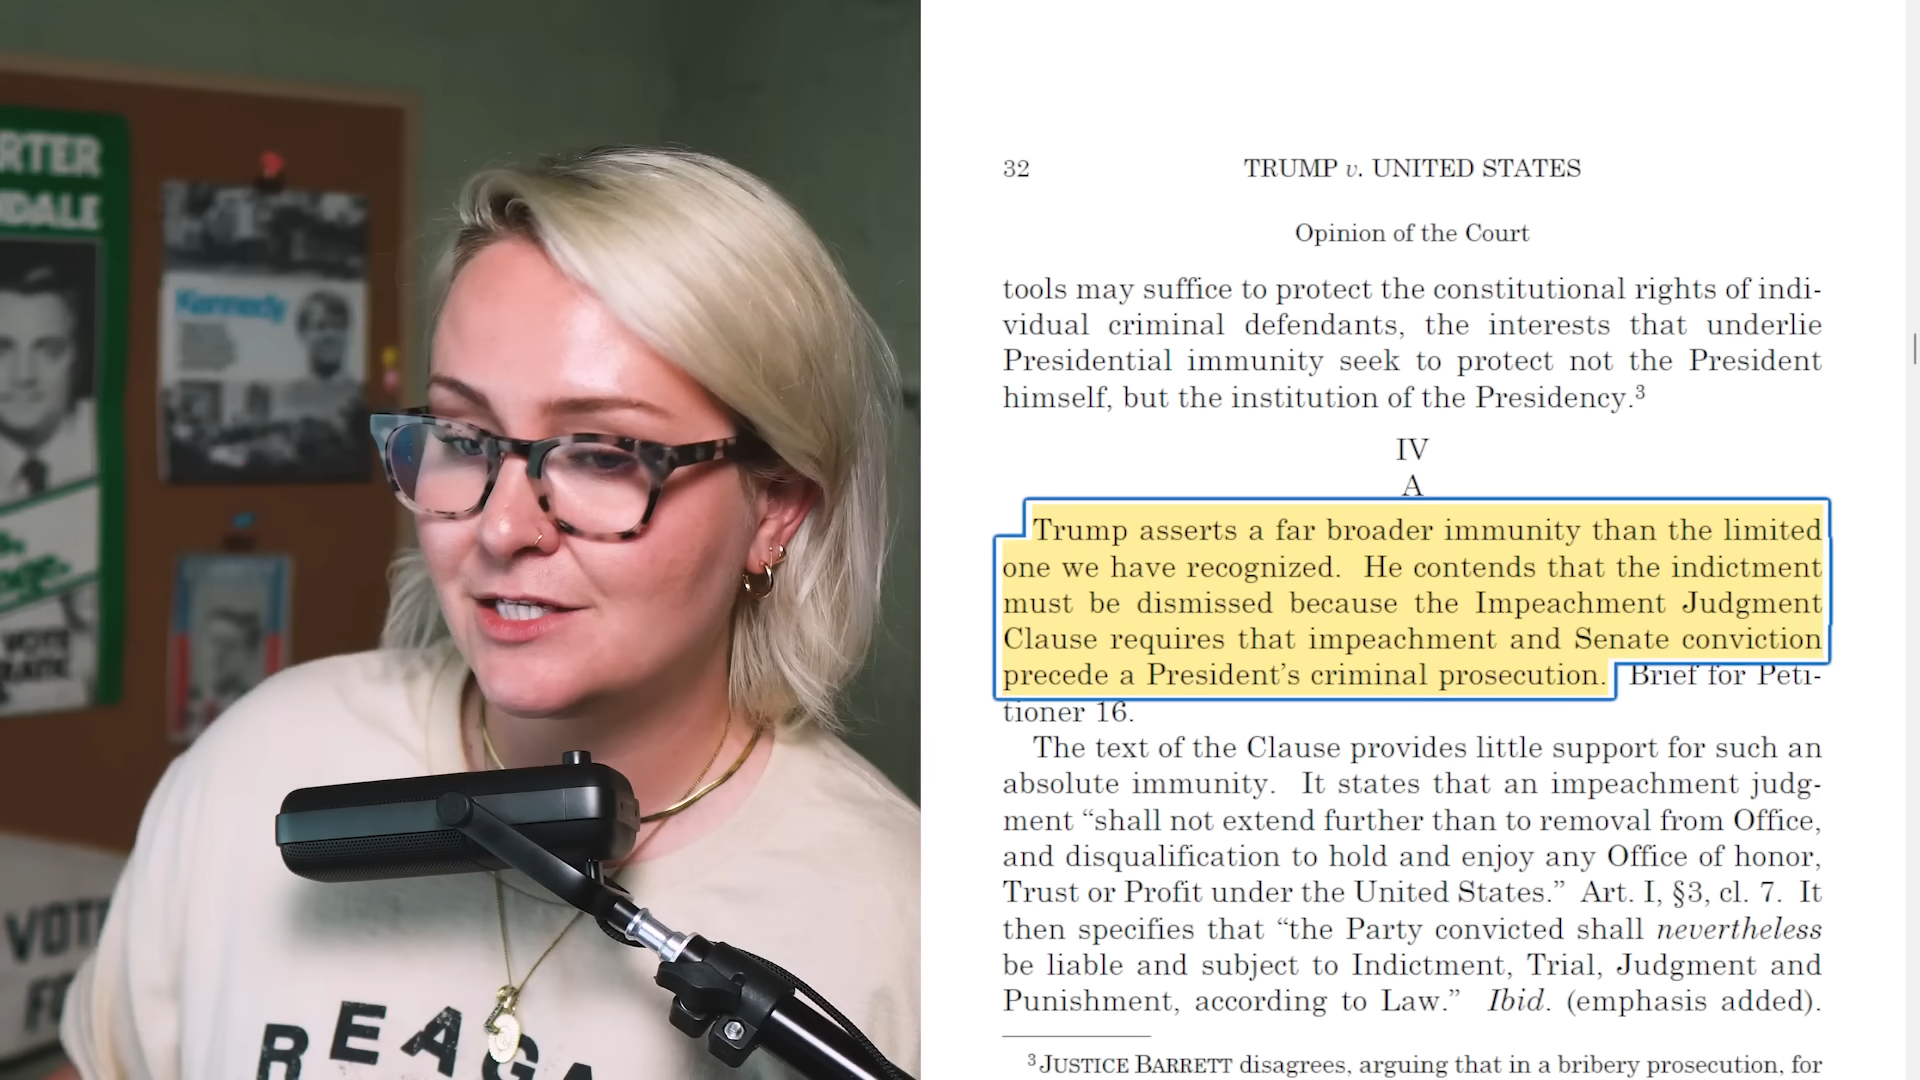 RTER
DALE
Kennedy
VOTE
VOTE
REAGA
32 TRUMP v. UNITED STATES
Opinion of the Court
tools may suffice to protect the constitutional rights of indi-
vidual criminal defendants, the interests that underlie
Presidential immunity seek to protect not the President
himself, but the institution of the Presidency.3
IV
A
Trump asserts a far broader immunity than the limited
one we have recognized. He contends that the indictment
must be dismissed because the Impeachment Judgment
Clause requires that impeachment and Senate conviction
precede a President’s criminal prosecution. Brief for Peti-
tioner 16.
The text of the Clause provides little support for such an
absolute immunity. It states that an impeachment judg-
ment “shall not extend further than to removal from Office,
and disqualification to hold and enjoy any Office of honor,
Trust or Profit under the United States.” Art. I, §3, cl. 7. It
then specifies that “the Party convicted shall nevertheless
be liable and subject to Indictment, Trial, Judgment and
Punishment, according to Law.” Ibid. (emphasis added).
3 JUSTICE BARRETT disagrees, arguing that in a bribery prosecution, for